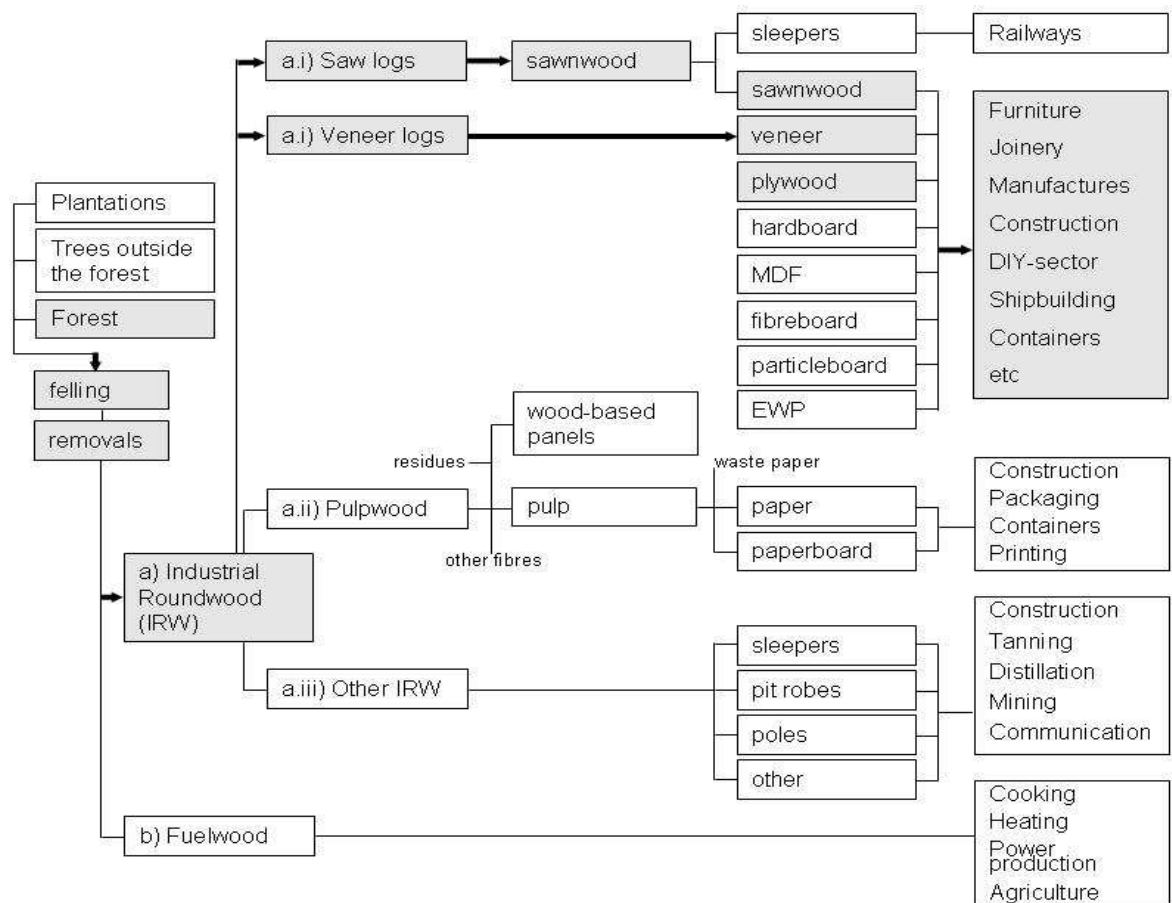 sleepers
Railways
a.i) Saw logs
sawnwood
sawnwood
a.i) Veneer logs
veneer
plywood
hardboard
MDF
fibreboard
particleboard
EWP
Furniture
Joinery
Manufactures
Construction
DIY-sector
Shipbuilding
Containers
etc
Plantations
Trees outside
the forest
Forest
felling
removals
wood-based
panels
residues
waste paper
a.ii) Pulpwood
pulp
paper
paperboard
other fibres
Construction
Packaging
Containers
Printing
a) Industrial
Roundwood
(IRW)
a.iii) Other IRW
sleepers
pit robes
poles
other
Construction
Tanning
Distillation
Mining
Communication
b) Fuelwood
Cooking
Heating
Power
production
Agriculture